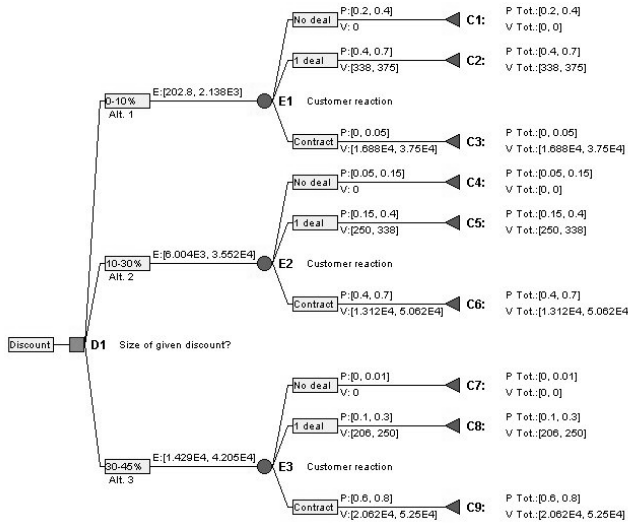 P:[0.2, 0.4]
No deal
V: 0
C1:
P Tot.:[0.2, 0.4]
V Tot.:[0, 0]
P:[0.4, 0.7]
1 deal
V:[338, 375]
C2:
P Tot.:[0.4, 0.7]
V Tot.:[338, 375]
E:[202.8, 2.138E3]
0-10%
Alt. 1
E1 Customer reaction
P:[0, 0.05]
Contract
V:[1.688E4, 3.75E4]
C3:
P Tot.:[0, 0.05]
V Tot.:[1.688E4, 3.75E4]
P:[0.05, 0.15]
No deal
V: 0
C4:
P Tot.:[0.05, 0.15]
V Tot.:[0, 0]
P:[0.15, 0.4]
1 deal
V:[250, 338]
C5:
P Tot.:[0.15, 0.4]
V Tot.:[250, 338]
E:[6.004E3, 3.552E4]
10-30%
Alt. 2
E2 Customer reaction
P:[0.4, 0.7]
Contract
V:[1.312E4, 5.062E4]
C6:
P Tot.:[0.4, 0.7]
V Tot.:[1.312E4, 5.062E4
Discount
D1 Size of given discount?
P:[0, 0.01]
No deal
V: 0
C7:
P Tot.:[0, 0.01]
V Tot.:[0, 0]
P:[0.1, 0.3]
1 deal
V:[206, 250]
C8:
P Tot.:[0.1, 0.3]
V Tot.:[206, 250]
E:[1.429E4, 4.205E4]
30-45%
Alt. 3
E3 Customer reaction
P:[0.6, 0.8]
Contract
V:[2.062E4, 5.25E4]
C9:
P Tot.:[0.6, 0.8]
V Tot.:[2.062E4, 5.25E4]